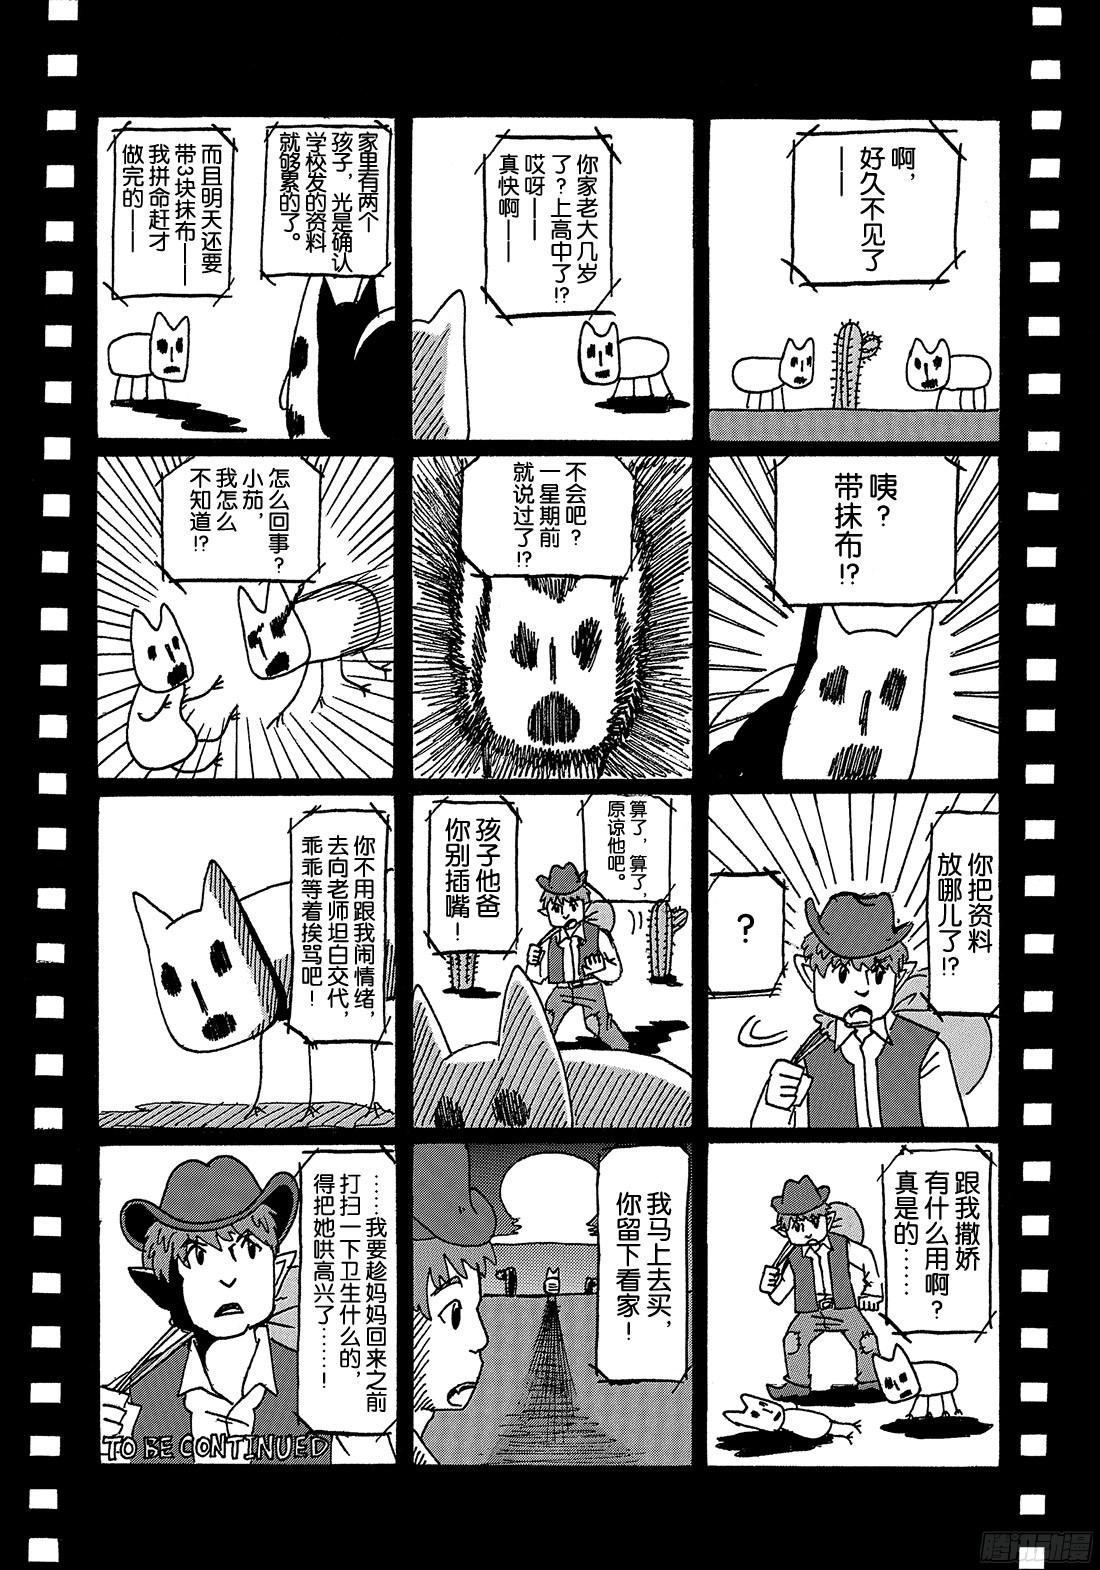 啊，
好久不见了
——
你家老大几岁
了？上高中了!?
哎呀——
真快啊——
家里有两个
孩子，光是确认
学校发的资料
就够累的了。
而且明天还要
带3块抹布——
我拼命赶才
做完的——
咦？
带抹布!?
不会吧？
一星期前
就说过了!?
怎么回事？
小茄，
我怎么
不知道!?
你把资料
放哪儿了!?
？
算了，算了，
原谅他吧。
孩子他爸
你别插嘴！
你不用跟我闹情绪，
去向老师坦白交代，
乖乖等着挨骂吧！
跟我撒娇
有什么用啊？
真是的……
我马上去买，
你留下看家！
……我要趁妈妈回来之前
打扫一下卫生什么的，
得把她哄高兴了……！
TO BE CONTINUED
腾讯动漫